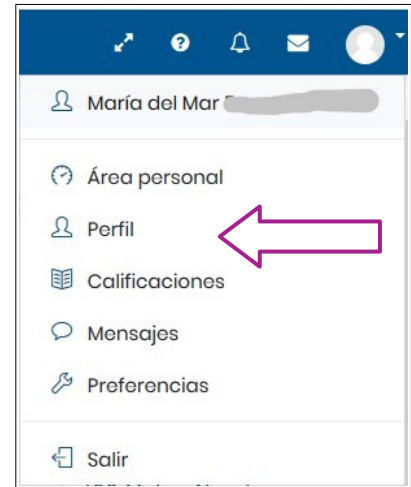 María del Mar
Área personal
Perfil
Calificaciones
Mensajes
Preferencias
Salir